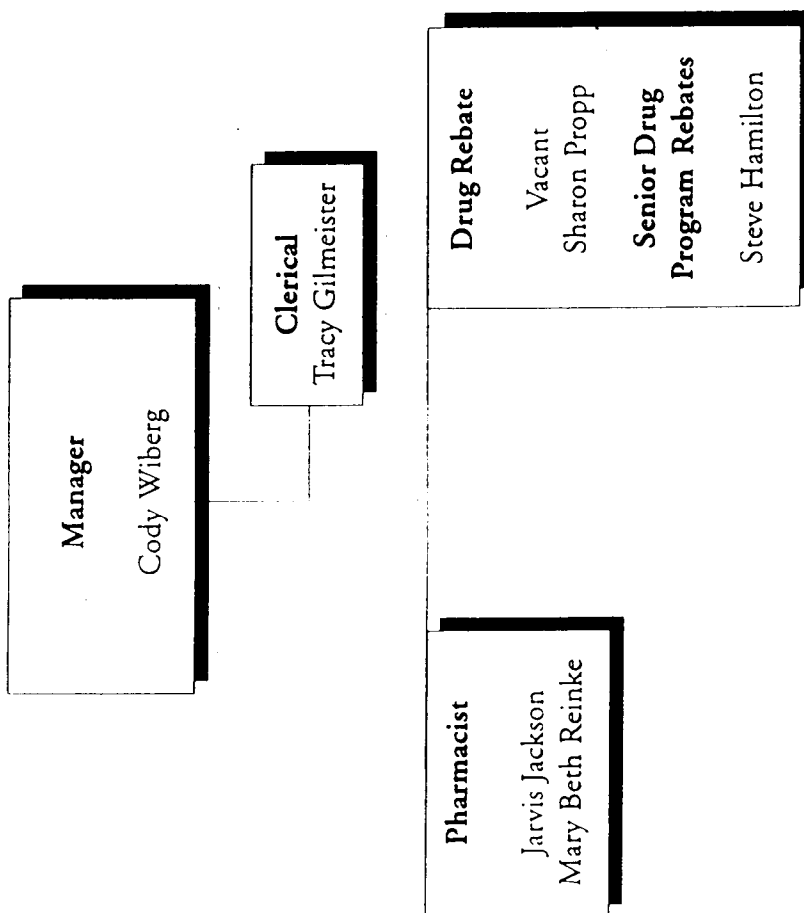 Manager
Cody Wiberg
Clerical
Tracy Gilmeister
Pharmacist
Jarvis Jackson
Mary Beth Reinke
Drug Rebate
Vacant
Sharon Propp
Senior Drug
Program Rebates
Steve Hamilton